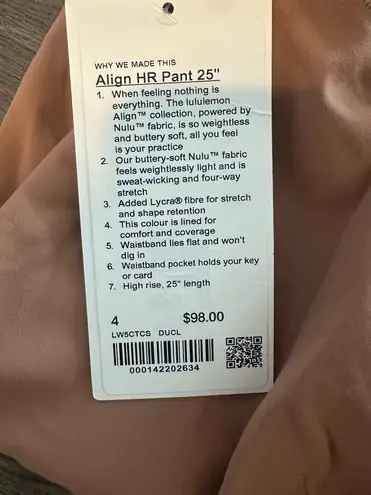 WHY WE MADE THIS
Align HR Pant 25"
1. When feeling nothing is
everything. The lululemon
Align™ collection, powered by
Nulu™ fabric, is so weightless
and buttery soft, all you feel
is your practice
2. Our buttery-soft Nulu™ fabric
feels weightlessly light and is
sweat-wicking and four-way
stretch
3. Added Lycra® fibre for stretch
and shape retention
4. This colour is lined for
comfort and coverage
5. Waistband lies flat and won't
dig in
6. Waistband pocket holds your key
or card
7. High rise, 25" length
4 $98.00
LW5CTCS DUCL
000142202634